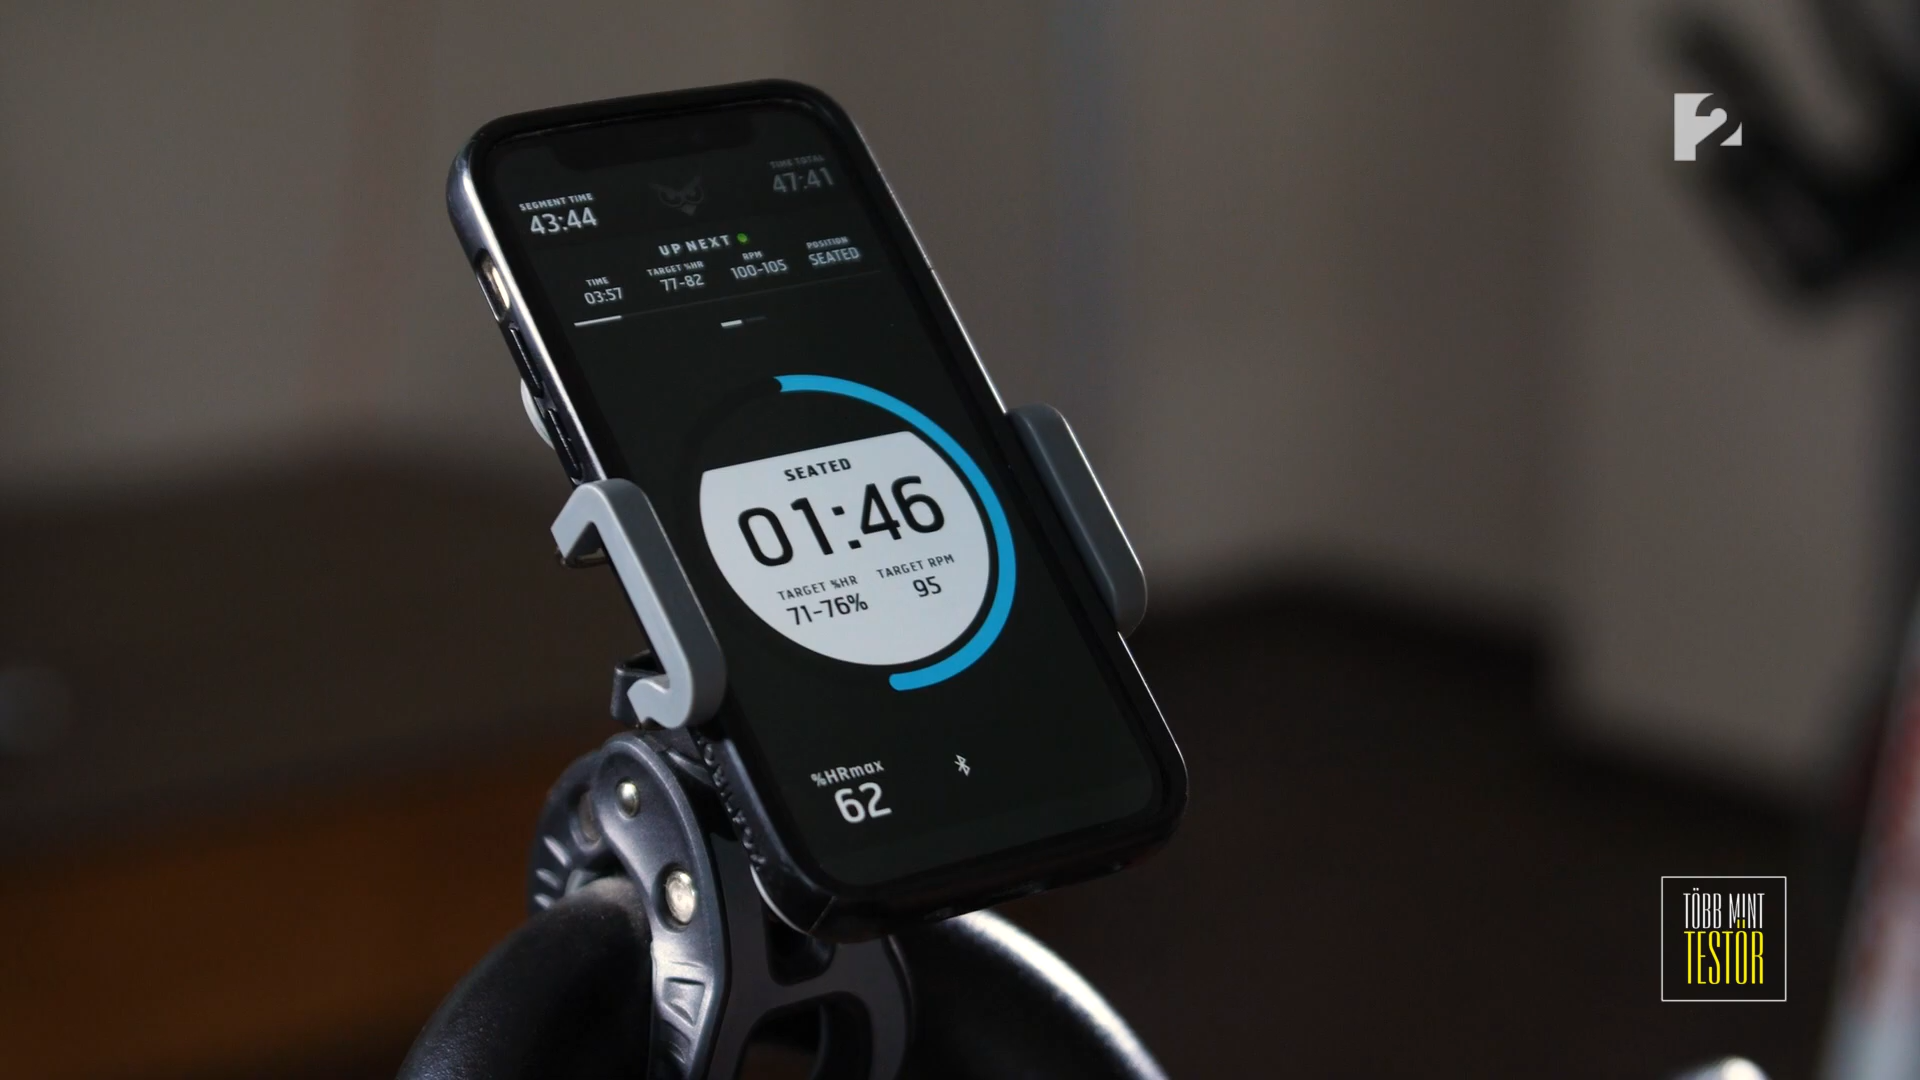 SEGMENT TIME
43:44
TIME TOTAL
47:41
UP NEXT
TIME
03:57
TARGET %HR
77-82
RPM
100-105
POSITION
SEATED
SEATED
01:46
TARGET %HR
71-76%
TARGET RPM
95
%HRmax
62
2
TÖBB MINT
TESTŐR